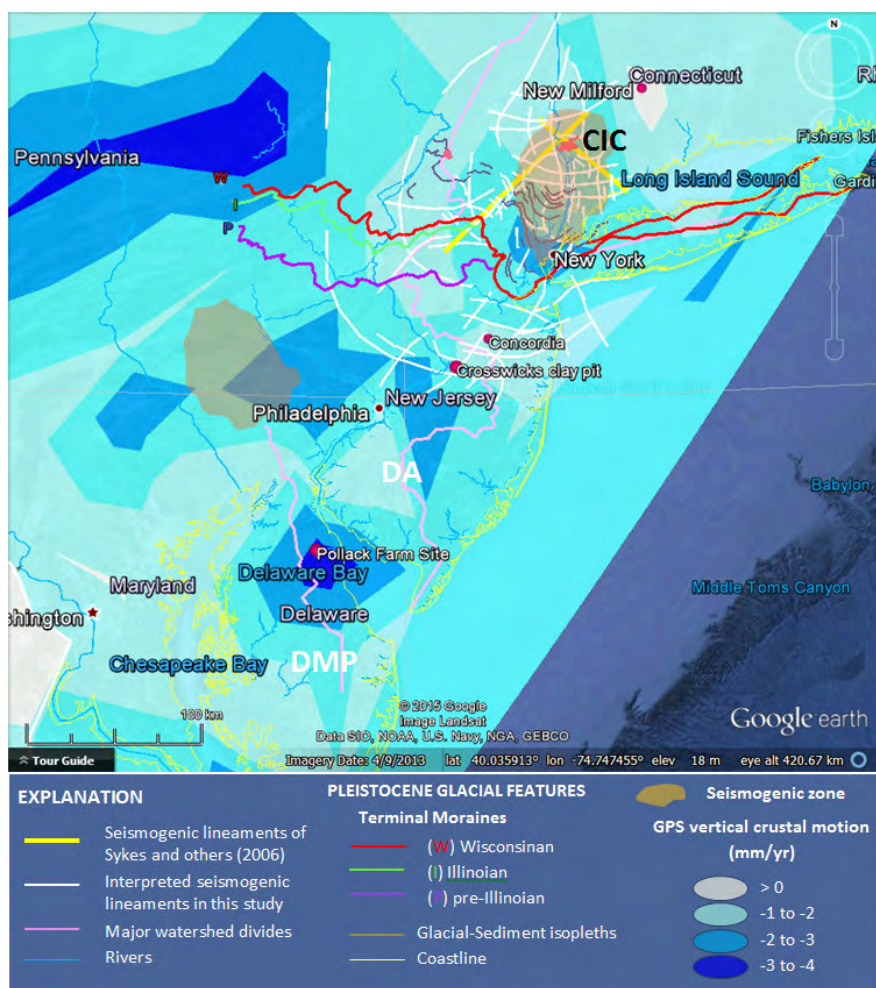 N
Connecticut
RI
New Milford
CIC
Fishers Isla
Pennsylvania
W
Long Island Sound
Gardi
I
P
New York
Concordia
Crosswicks clay pit
New Jersey
Philadelphia
DA
Babylon
Pollack Farm Site
Delaware Bay
Maryland
Middle Toms Canyon
Delaware
shington
DMP
Chesapeake Bay
© 2015 Google
100 km
Image Landsat
Google earth
Data SIO, NOAA, U.S. Navy, NGA, GEBCO
Tour Guide
Imagery Date: 4/9/2013 lat 40.035913° lon -74.747455° elev 18 m eye alt 420.67 km
EXPLANATION
Seismogenic lineaments of
Sykes and others (2006)
Interpreted seismogenic
lineaments in this study
Major watershed divides
Rivers
PLEISTOCENE GLACIAL FEATURES
Terminal Moraines
(W) Wisconsinan
(I) Illinoian
(P) pre-Illinoian
Glacial-Sediment isopleths
Coastline
Seismogenic zone
GPS vertical crustal motion
(mm/yr)
> 0
-1 to -2
-2 to -3
-3 to -4